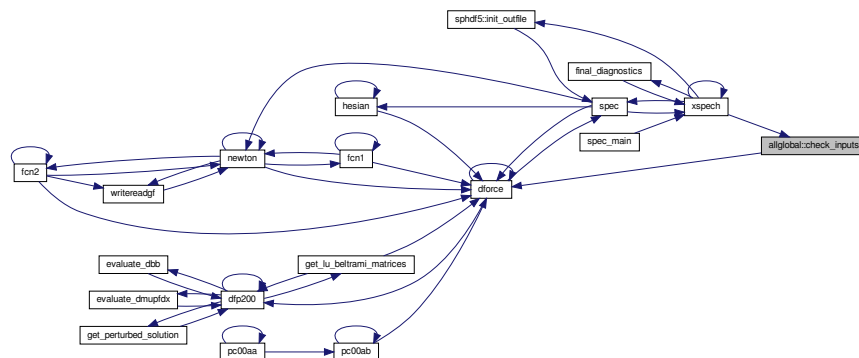 sphdf5::init_outfile
final_diagnostics
hesian
spec
xspech
spec_main
allglobal::check_inputs
newton
fcn1
fcn2
writereadgf
dforce
evaluate_dbb
get_lu_beltrami_matrices
evaluate_dmupfdx
dfp200
get_perturbed_solution
pc00aa
pc00ab